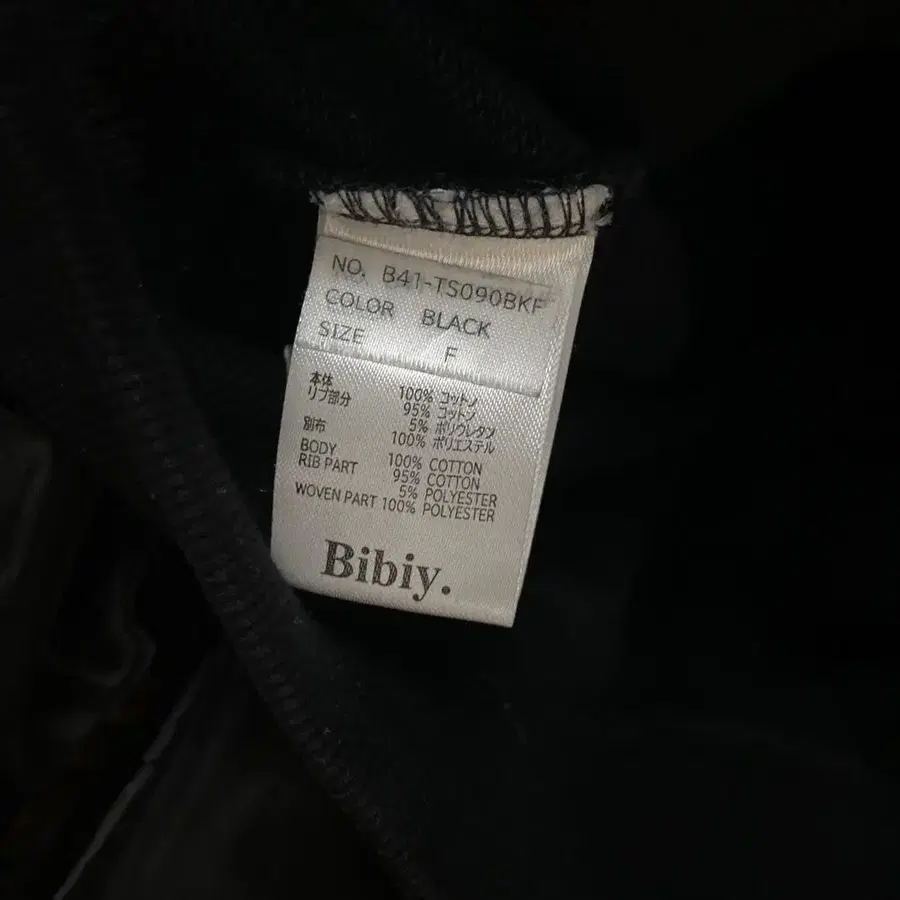 NO. B41-TS090BKF
COLOR BLACK
SIZE F
本体 100% コットン
リブ部分 95% コットン
5% ポリウレタン
別布 100% ポリエステル
BODY 100% COTTON
RIB PART 95% COTTON
5% POLYESTER
WOVEN PART 100% POLYESTER
Bibiy.